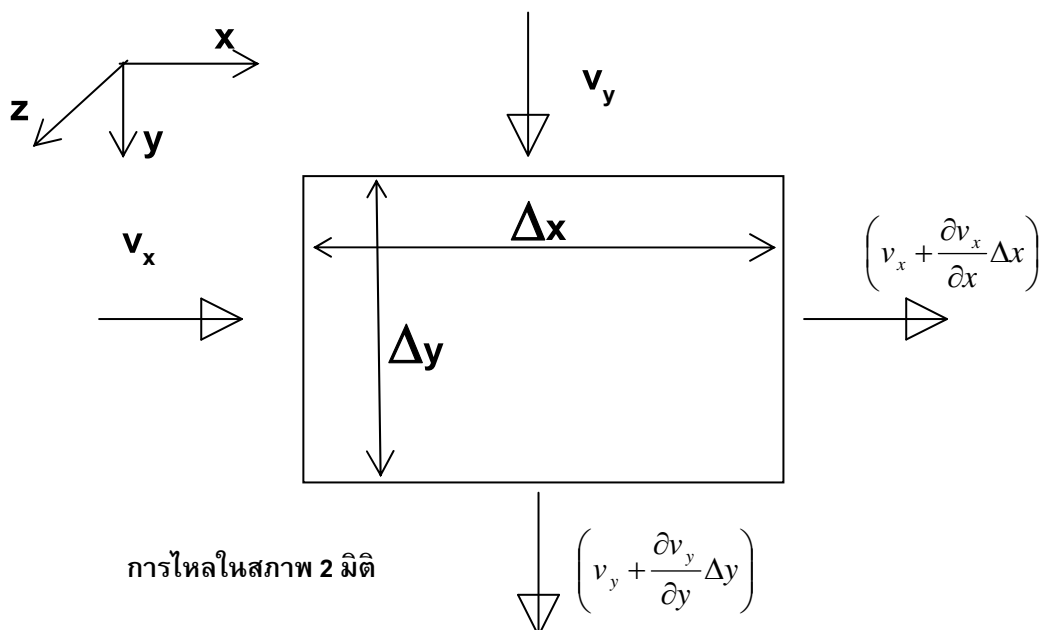 x
v_y
z
y
Δx
v_x
(v_x + ∂v_x/∂x Δx)
Δy
(v_y + ∂v_y/∂y Δy)
การไหลในสภาพ 2 มิติ